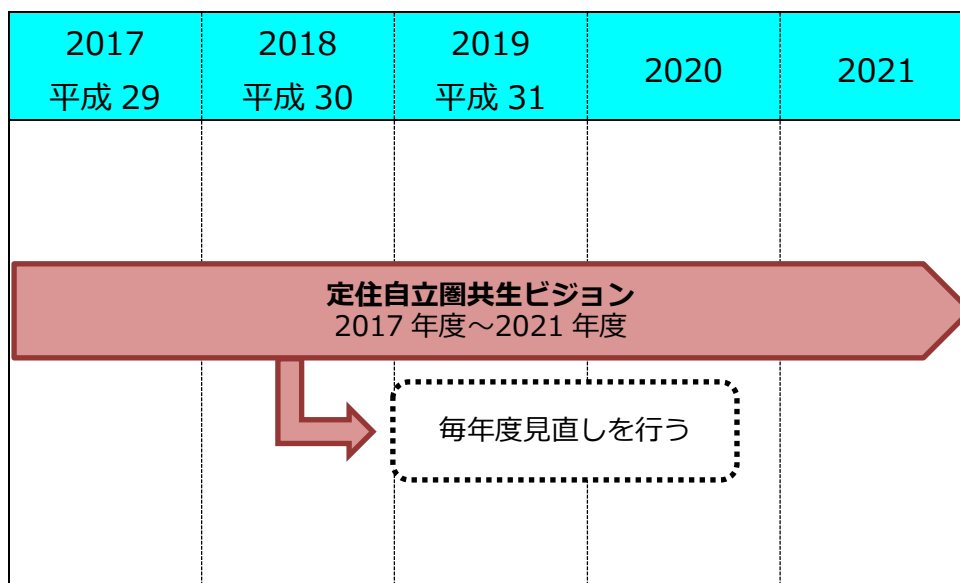 2017
平成 29
2018
平成 30
2019
平成 31
2020
2021
定住自立圏共生ビジョン
2017 年度～2021 年度
毎年度見直しを行う